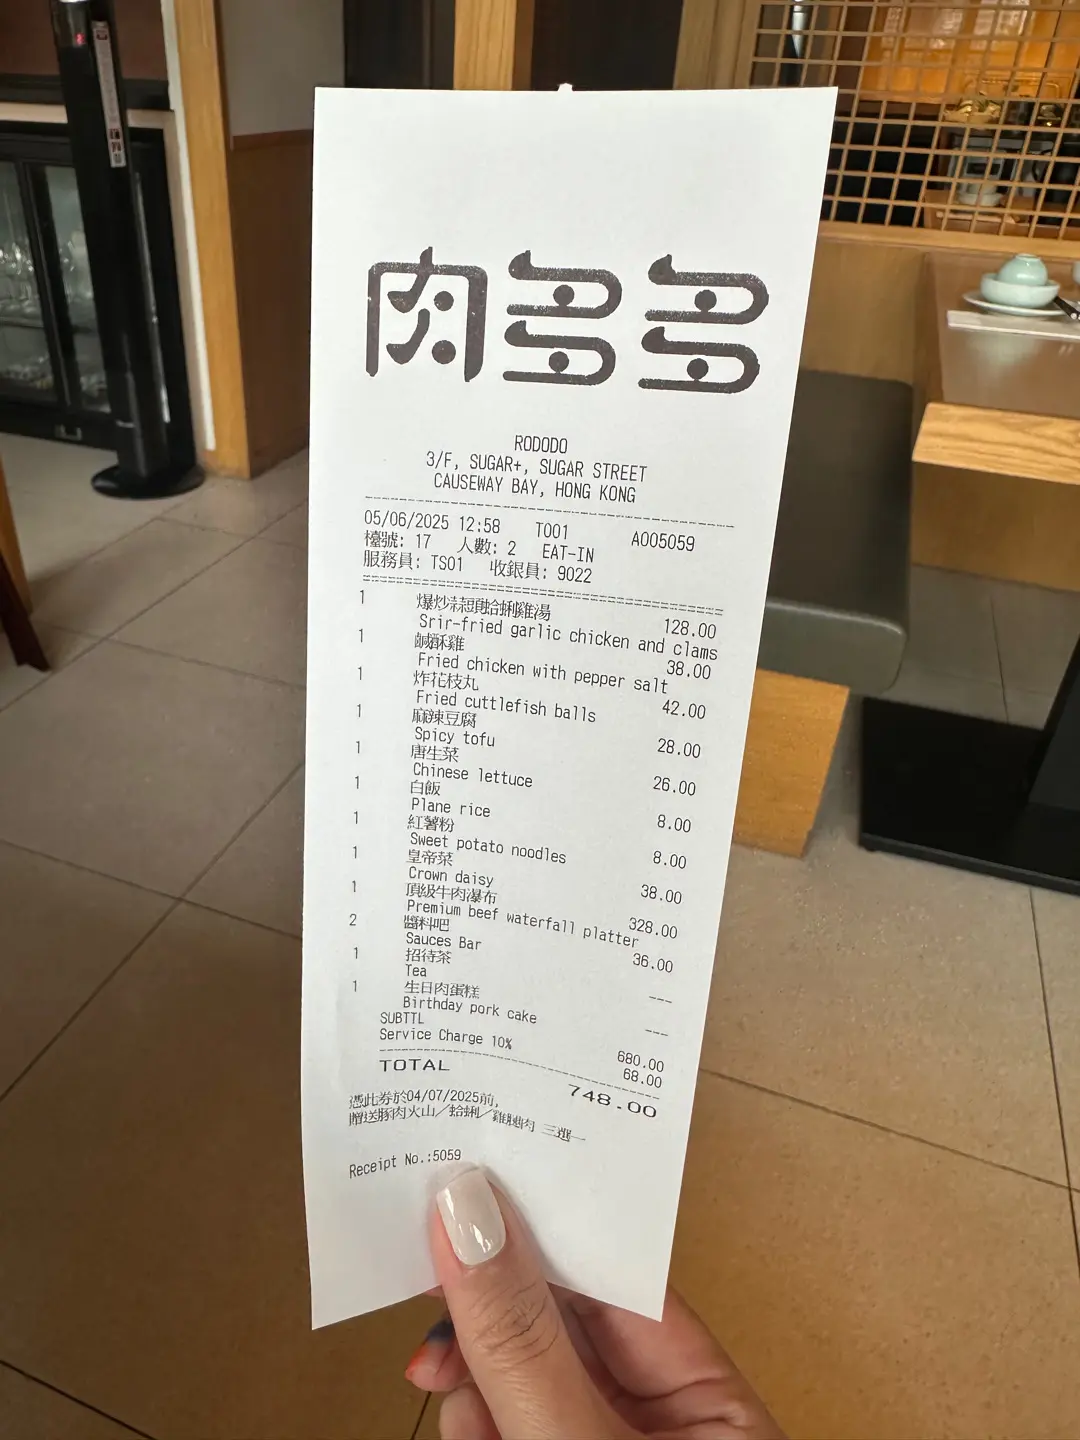 肉多多
RODODO
3/F, SUGAR+, SUGAR STREET
CAUSEWAY BAY, HONG KONG
05/06/2025 12:58 T001 A005059
檯號: 17 人數: 2 EAT-IN
服務員: TS01 收銀員: 9022
1 爆炒蒜頭蛤蜊雞湯 128.00
Srir-fried garlic chicken and clams
1 鹹酥雞 38.00
Fried chicken with pepper salt
1 炸花枝丸 42.00
Fried cuttlefish balls
1 麻辣豆腐 28.00
Spicy tofu
1 唐生菜 26.00
Chinese lettuce
1 白飯 8.00
Plane rice
1 紅薯粉 8.00
Sweet potato noodles
1 皇帝菜 38.00
Crown daisy
1 頂級牛肉瀑布 328.00
Premium beef waterfall platter
2 醬料吧 36.00
Sauces Bar
1 招待茶 ---
Tea
1 生日肉蛋糕 ---
Birthday pork cake
SUBTTL 680.00
Service Charge 10% 68.00
TOTAL 748.00
憑此券於04/07/2025前,
贈送豚肉火山／蛤蜊／雞腿肉 三選一
Receipt No.:5059